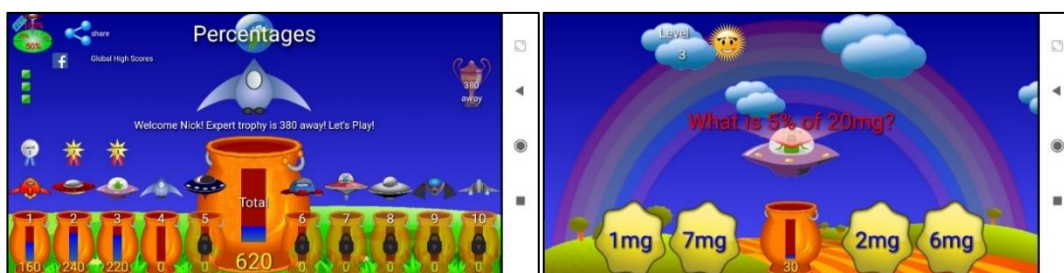 Percentages
50%
share
Global High Scores
380
away
Welcome Nick! Expert trophy is 380 away! Let's Play!
Total
1 2 3 4 5 6 7 8 9 10
160 240 220 0 0 620 0 0 0 0 0
Level
3
What is 5% of 20mg?
1mg 7mg 2mg 6mg
30